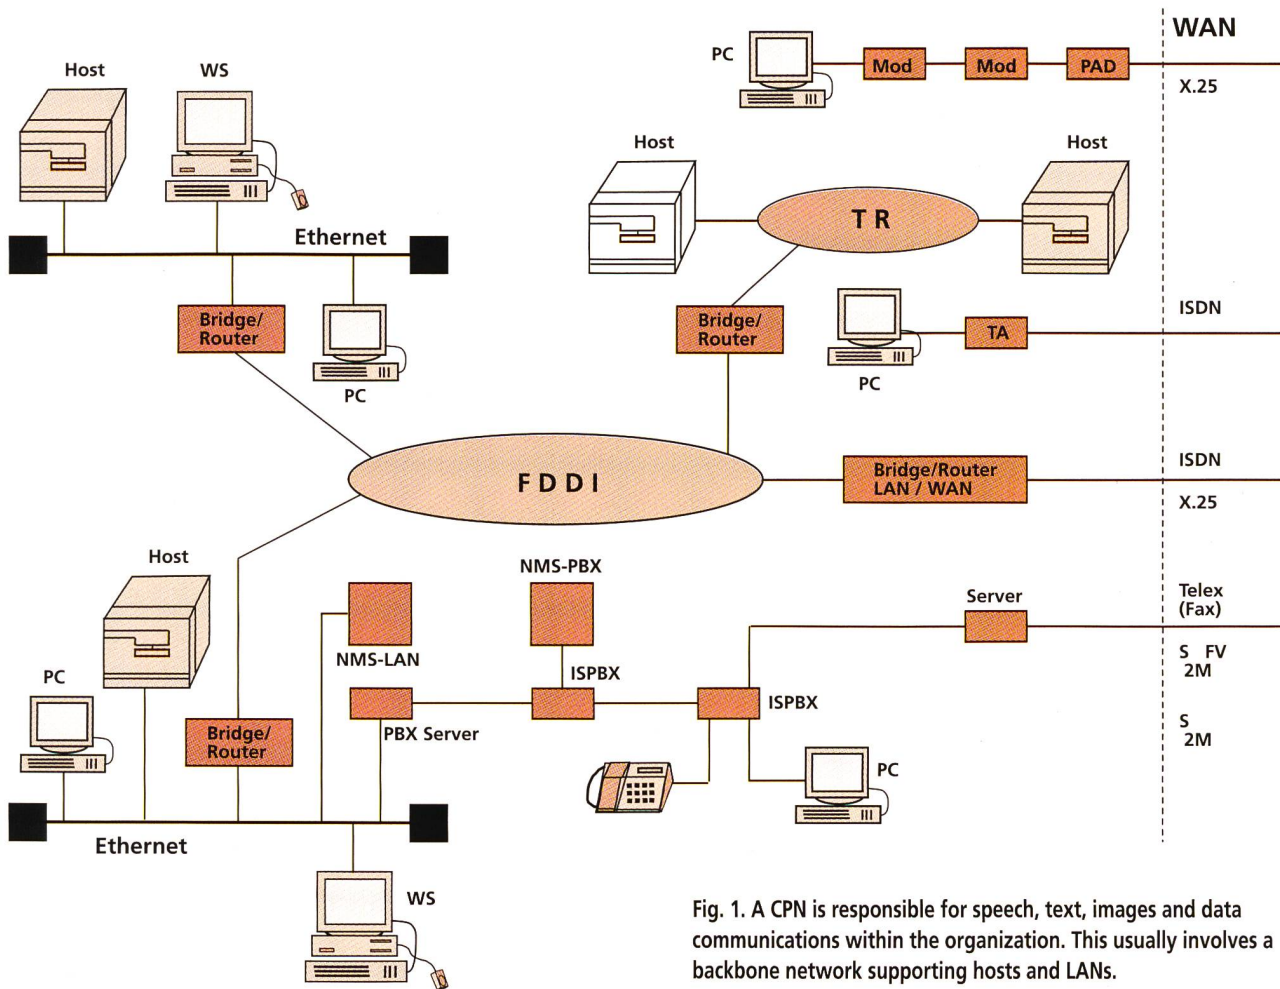 WAN
PC
Mod
Mod
PAD
X.25
Host
WS
Host
Host
TR
Ethernet
Bridge/
Router
PC
Bridge/
Router
PC
TA
ISDN
FDDI
Bridge/Router
LAN / WAN
ISDN
X.25
Host
PC
Bridge/
Router
NMS-LAN
NMS-PBX
ISPBX
PBX Server
ISPBX
Server
Telex
(Fax)
S FV
2M
S
2M
PC
Ethernet
WS
Fig. 1. A CPN is responsible for speech, text, images and data
communications within the organization. This usually involves a
backbone network supporting hosts and LANs.